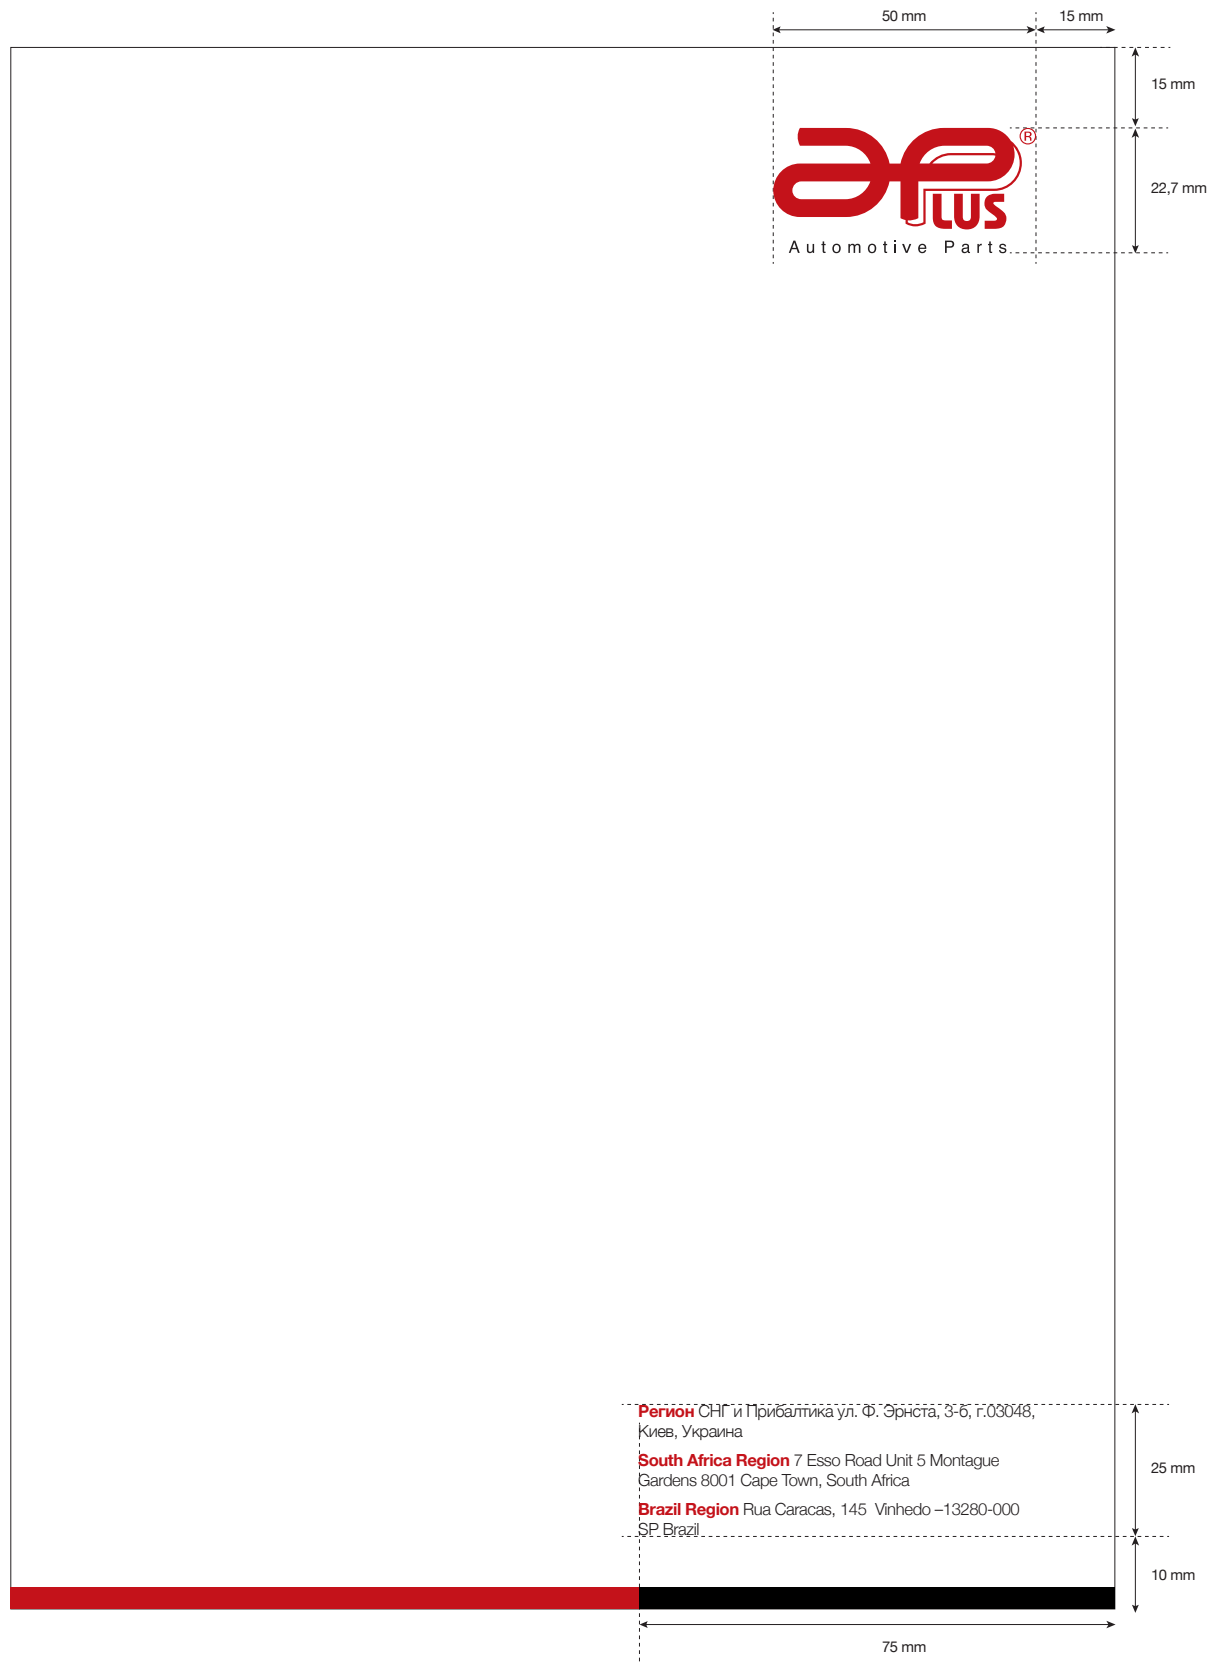 50 mm
15 mm
15 mm
aP ®
LUS
22,7 mm
Automotive Parts
Регион СНГ и Прибалтика ул. Ф. Эрнста, 3-б, г.03048,
Киев, Украина
South Africa Region 7 Esso Road Unit 5 Montague
Gardens 8001 Cape Town, South Africa
25 mm
Brazil Region Rua Caracas, 145 Vinhedo –13280-000
SP Brazil
10 mm
75 mm